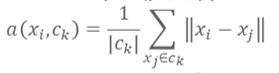 a(x_i, c_k) = \frac{1}{|c_k|} \sum_{x_j \in c_k} \|x_i - x_j\|